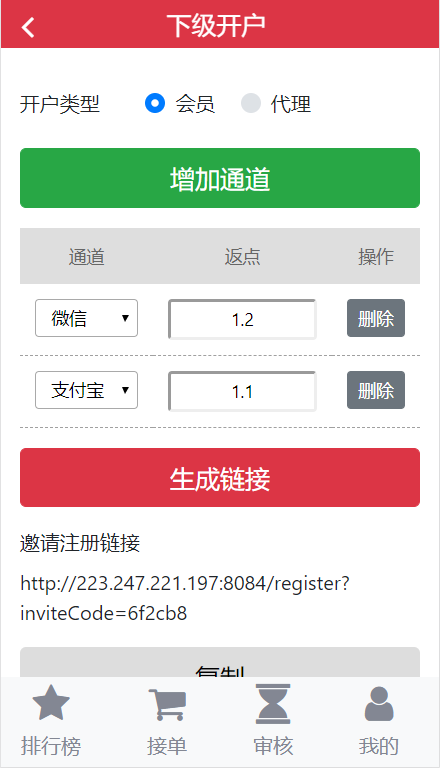 下级开户
开户类型 会员 代理
增加通道
通道 返点 操作
微信 1.2 删除
支付宝 1.1 删除
生成链接
邀请注册链接
http://223.247.221.197:8084/register?
inviteCode=6f2cb8
复制
排行榜 接单 审核 我的